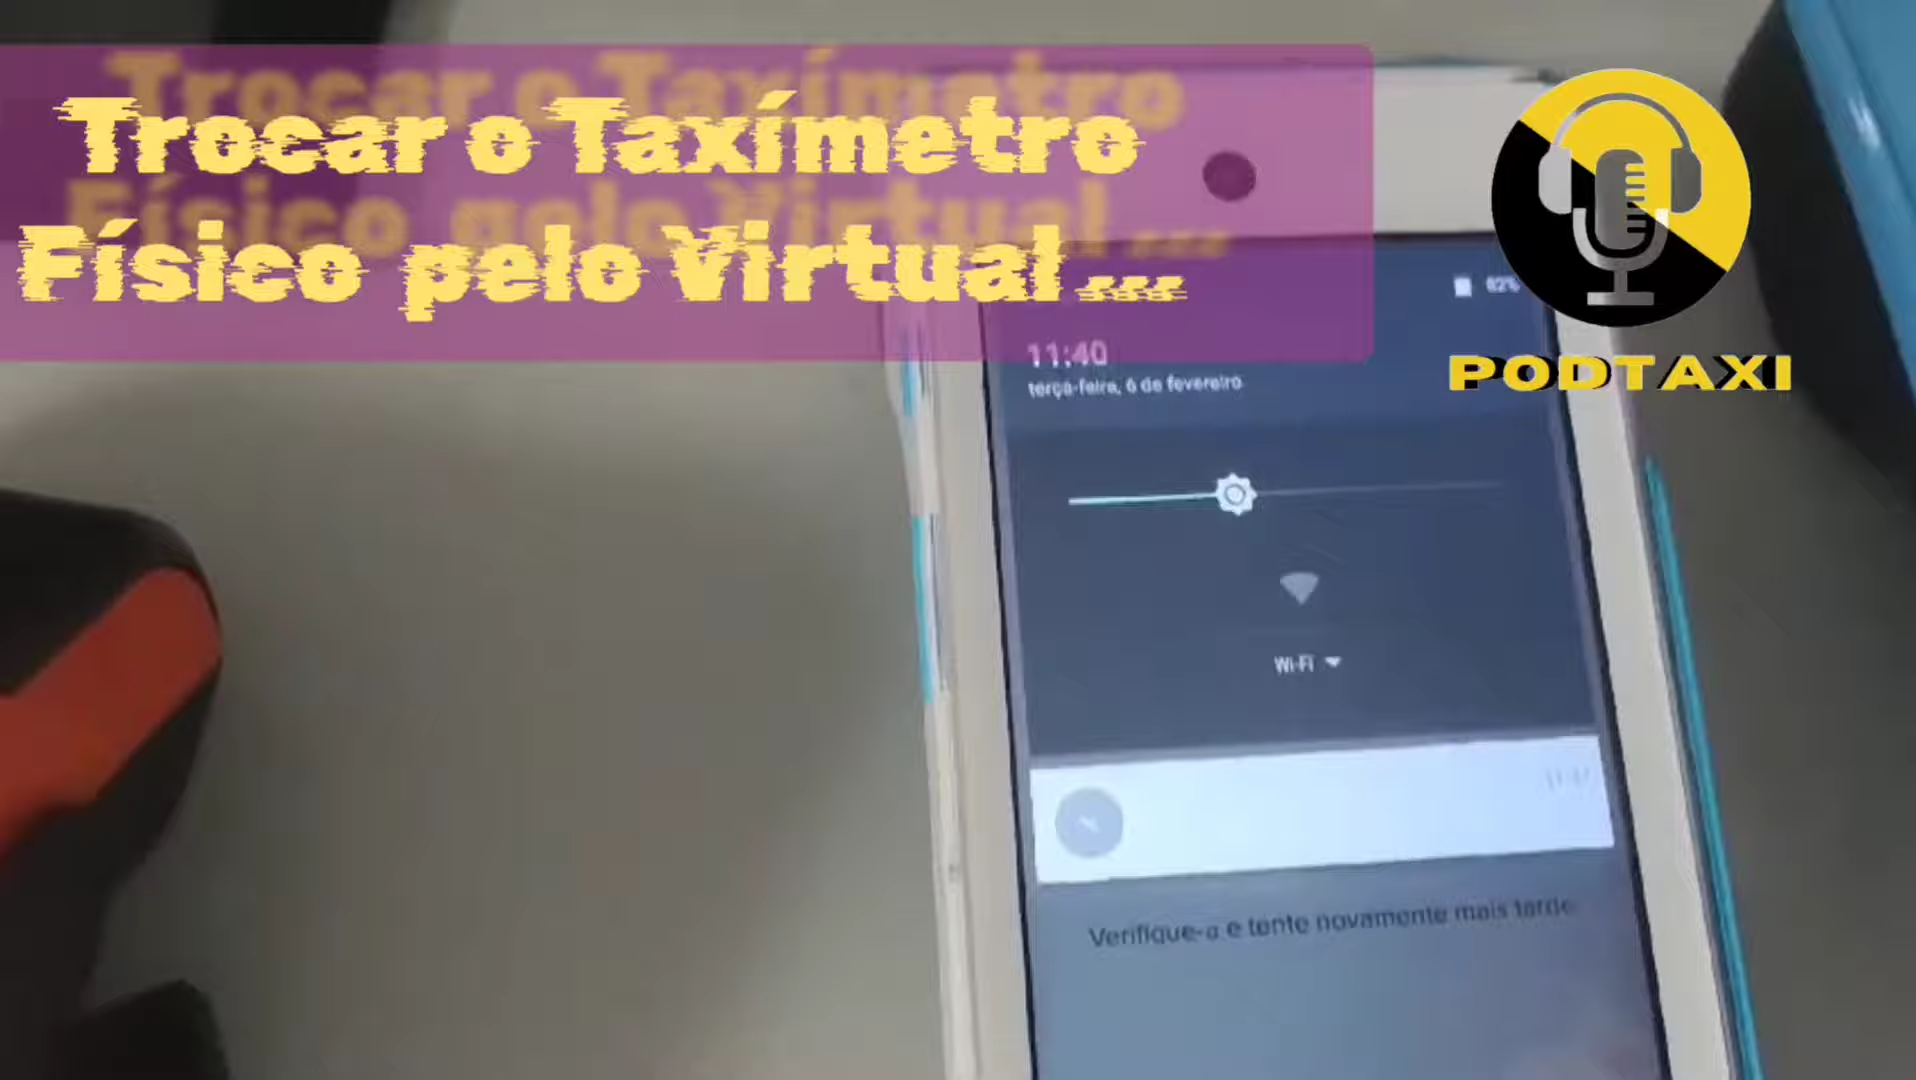 Trocar o Taxímetro
Físico pelo Virtual ...
PODTAXI
82%
11:40
terça-feira, 6 de fevereiro
Wi-Fi
Verifique-a e tente novamente mais tarde